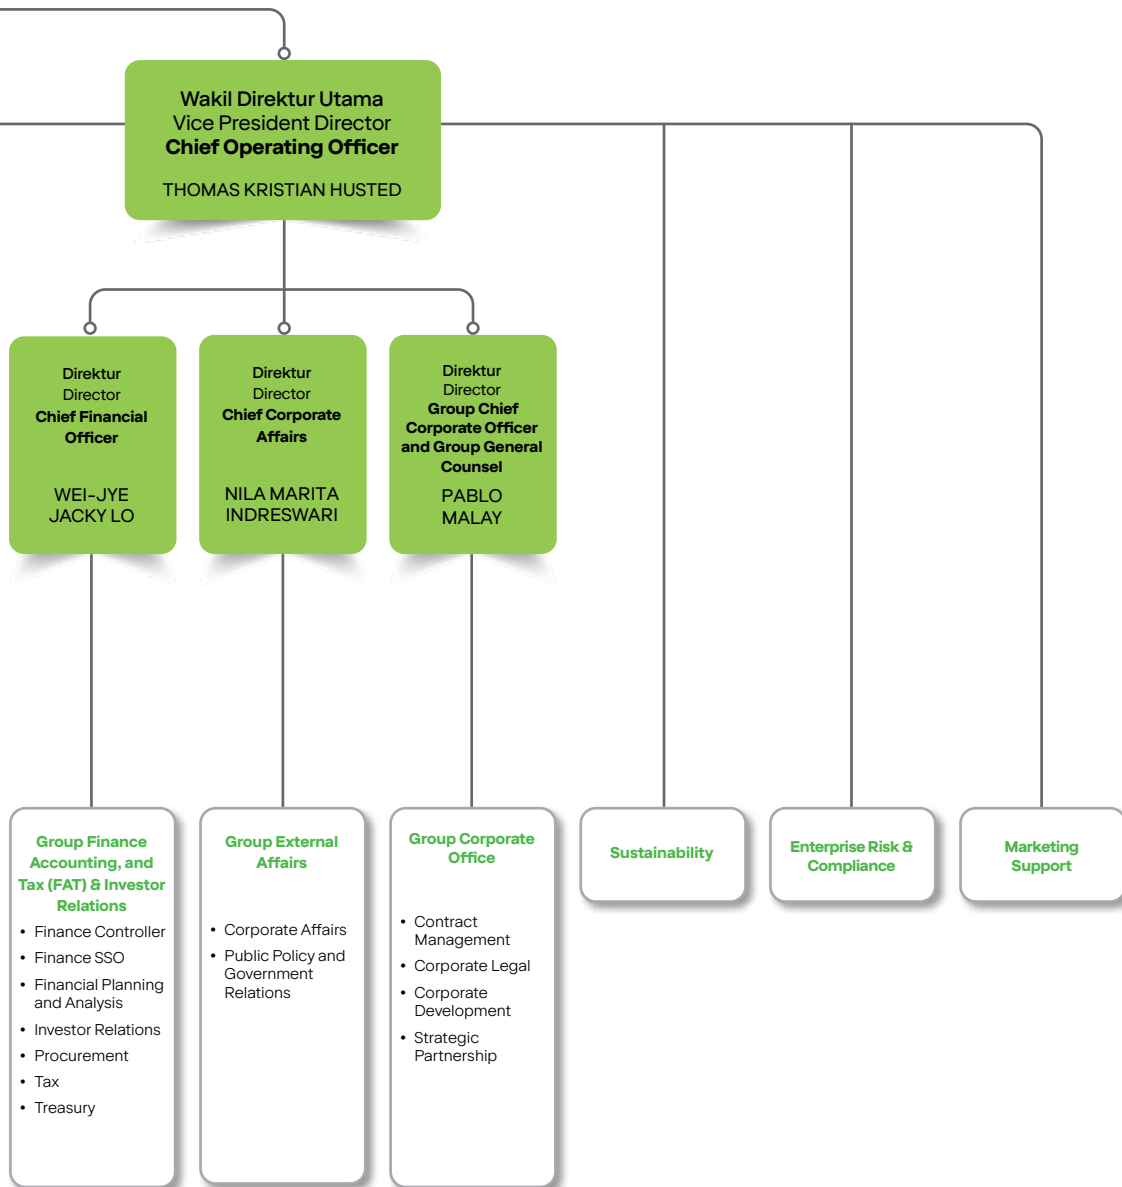 Wakil Direktur Utama
Vice President Director
Chief Operating Officer
THOMAS KRISTIAN HUSTED
Direktur
Director
Chief Financial
Officer
WEI-JYE
JACKY LO
Direktur
Director
Chief Corporate
Affairs
NILA MARITA
INDRESWARI
Direktur
Director
Group Chief
Corporate Officer
and Group General
Counsel
PABLO
MALAY
Group Finance
Accounting, and
Tax (FAT) & Investor
Relations
• Finance Controller
• Finance SSO
• Financial Planning
and Analysis
• Investor Relations
• Procurement
• Tax
• Treasury
Group External
Affairs
• Corporate Affairs
• Public Policy and
Government
Relations
Group Corporate
Office
• Contract
Management
• Corporate Legal
• Corporate
Development
• Strategic
Partnership
Sustainability
Enterprise Risk &
Compliance
Marketing
Support